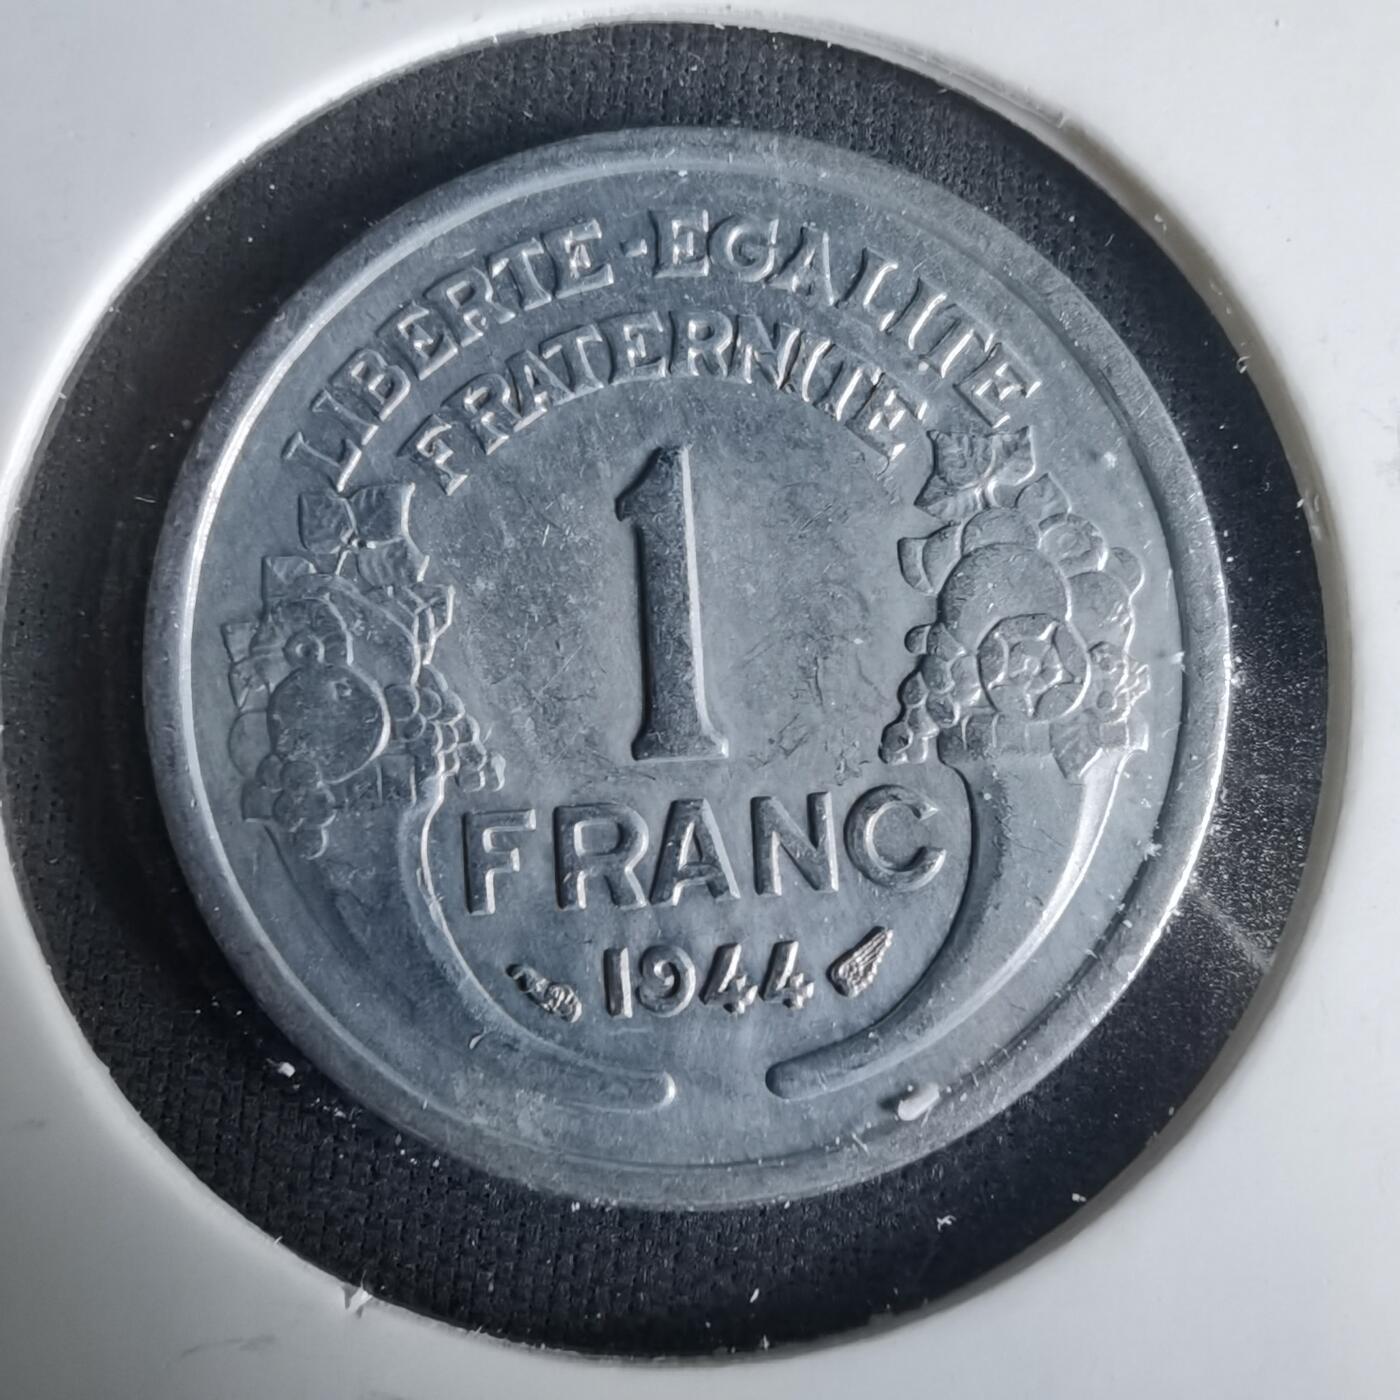 LIBERTE-EGALITE
FRATERNITE
1
FRANC
1944